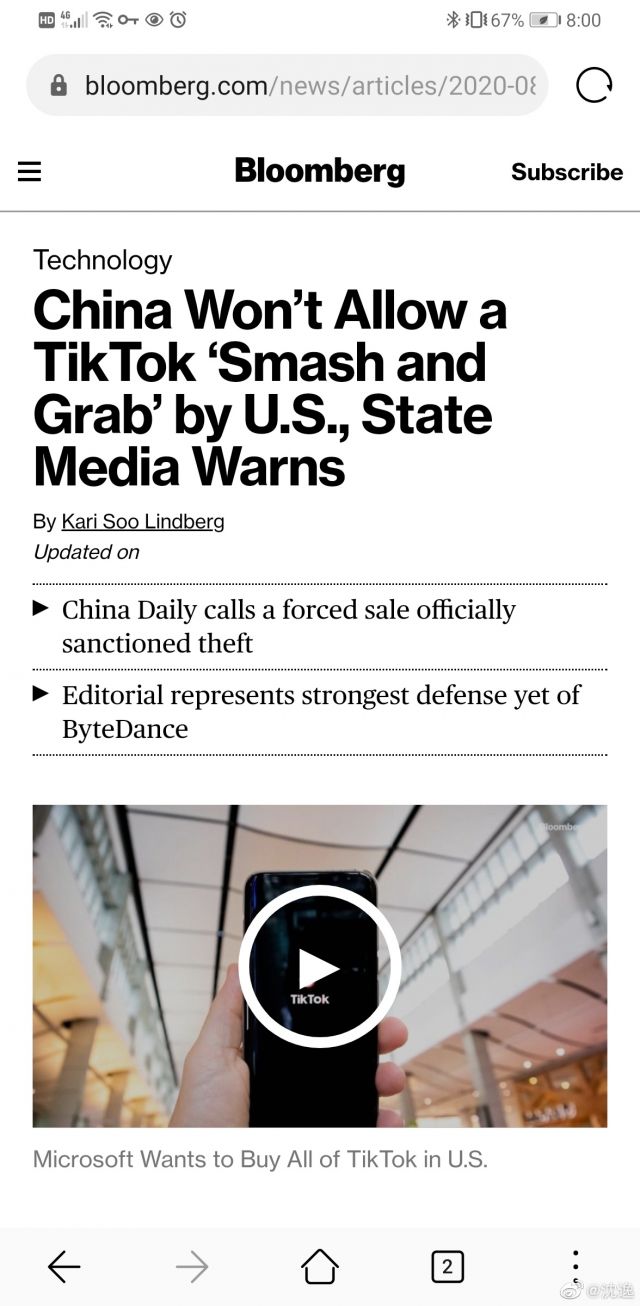 HD 4G 67% 8:00
bloomberg.com/news/articles/2020-08
Bloomberg
Subscribe
Technology
China Won’t Allow a
TikTok ‘Smash and
Grab’ by U.S., State
Media Warns
By Kari Soo Lindberg
Updated on
China Daily calls a forced sale officially
sanctioned theft
Editorial represents strongest defense yet of
ByteDance
TikTok
Microsoft Wants to Buy All of TikTok in U.S.
2
@沈逸